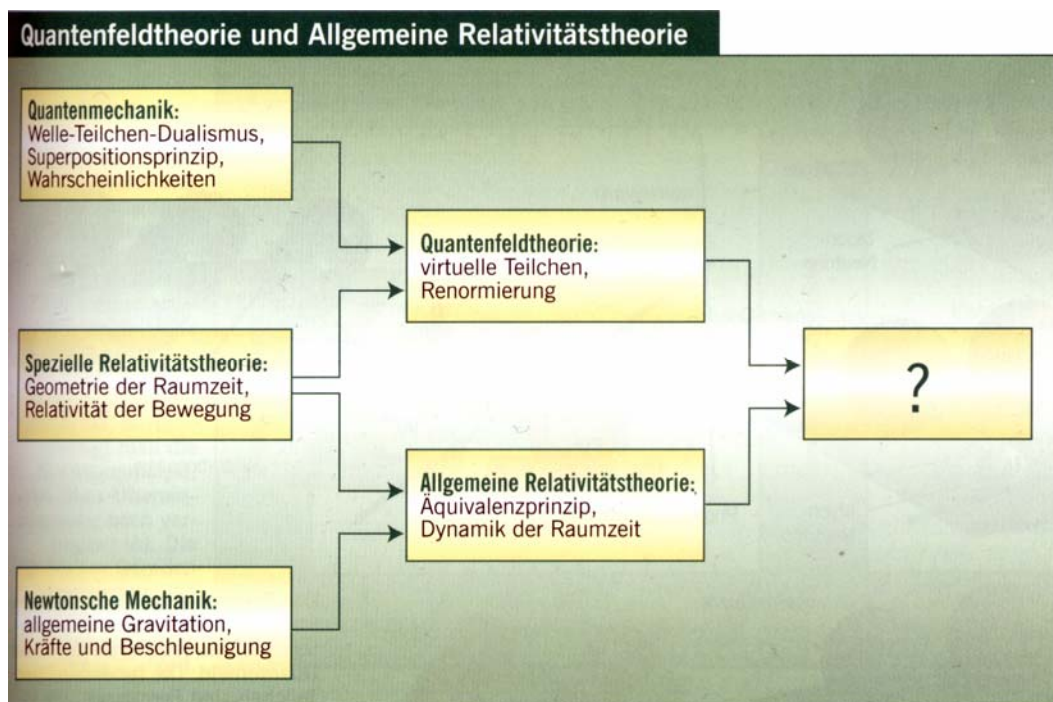 Quantenfeldtheorie und Allgemeine Relativitätstheorie
Quantenmechanik:
Welle-Teilchen-Dualismus,
Superpositionsprinzip,
Wahrscheinlichkeiten
Quantenfeldtheorie:
virtuelle Teilchen,
Renormierung
Spezielle Relativitätstheorie:
Geometrie der Raumzeit,
Relativität der Bewegung
?
Allgemeine Relativitätstheorie:
Äquivalenzprinzip,
Dynamik der Raumzeit
Newtonsche Mechanik:
allgemeine Gravitation,
Kräfte und Beschleunigung